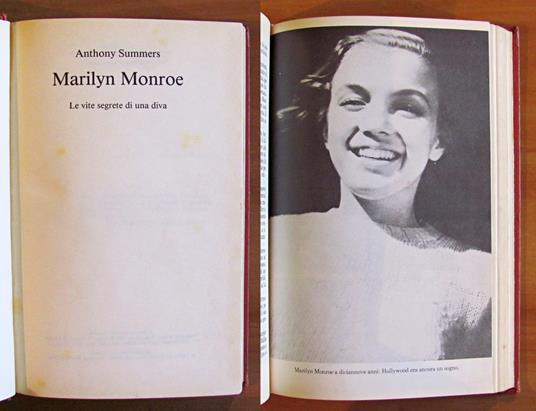 Anthony Summers
Marilyn Monroe
Le vite segrete di una diva
Marilyn Monroe a diciannove anni: Hollywood era ancora un sogno.